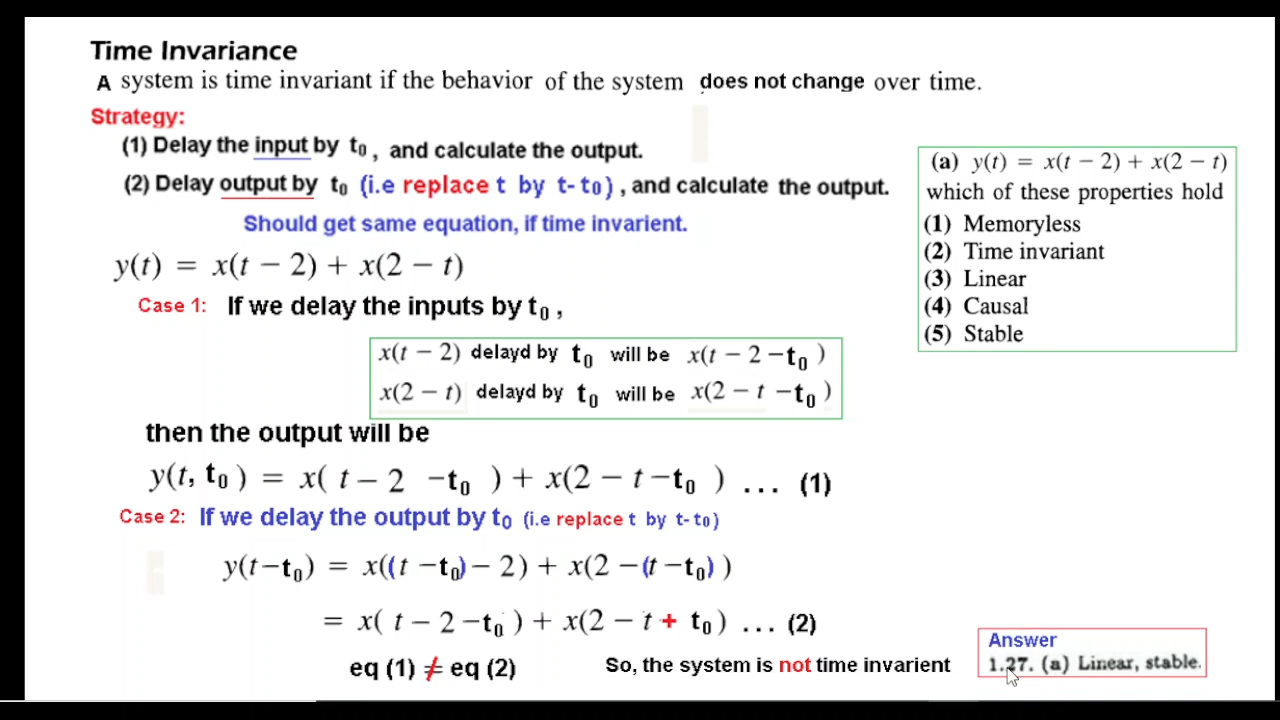 Time Invariance
A system is time invariant if the behavior of the system does not change over time.
Strategy:
(1) Delay the input by t₀ , and calculate the output.
(2) Delay output by t₀ (i.e replace t by t- t₀) , and calculate the output.
Should get same equation, if time invarient.
y(t) = x(t − 2) + x(2 − t)
Case 1: If we delay the inputs by t₀ ,
x(t − 2) delayd by t₀ will be x(t − 2 − t₀ )
x(2 − t) delayd by t₀ will be x(2 − t − t₀ )
then the output will be
y(t, t₀ ) = x( t − 2 − t₀ ) + x(2 − t − t₀ ) ... (1)
Case 2: If we delay the output by t₀ (i.e replace t by t- t₀)
y(t − t₀) = x((t − t₀) − 2) + x(2 − (t − t₀))
= x( t − 2 − t₀ ) + x(2 − t + t₀) ... (2)
eq (1) ≠ eq (2) So, the system is not time invarient
(a) y(t) = x(t − 2) + x(2 − t)
which of these properties hold
(1) Memoryless
(2) Time invariant
(3) Linear
(4) Causal
(5) Stable
Answer
1.27. (a) Linear, stable.